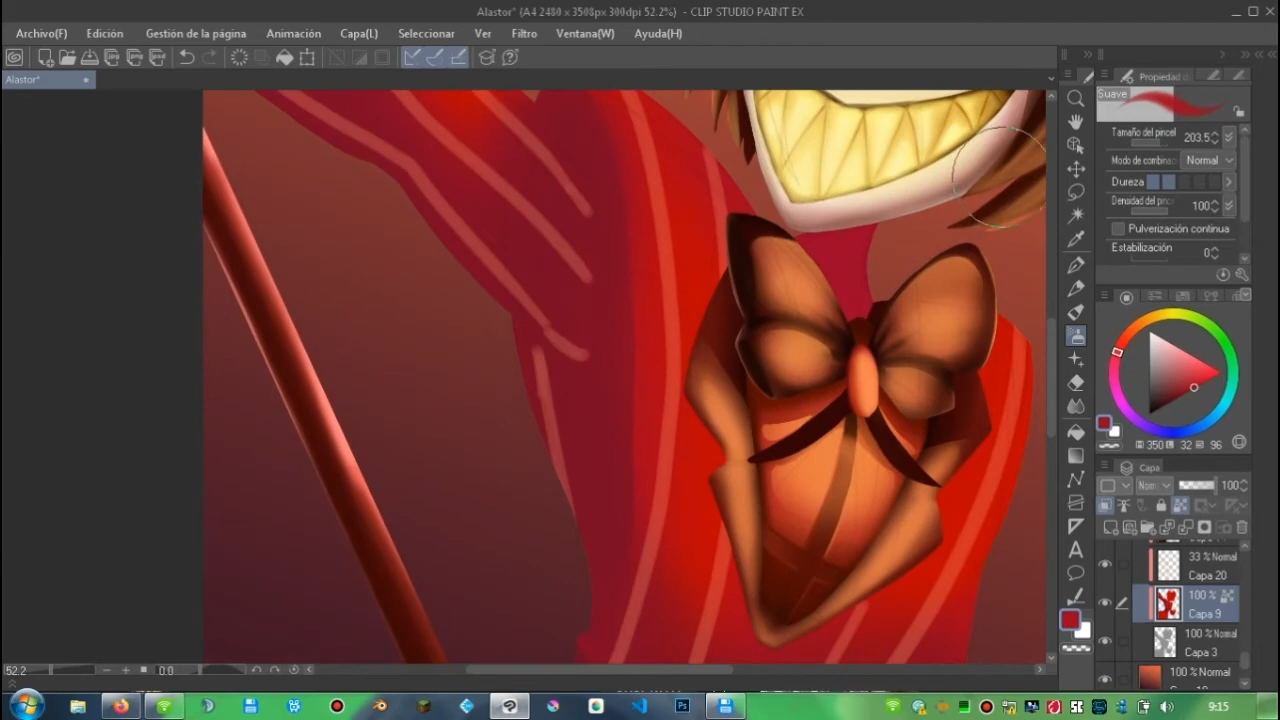 Alastor* (A4 2480 x 3508px 300dpi 52.2%) - CLIP STUDIO PAINT EX
Archivo(F) Edición Gestión de la página Animación Capa(L) Seleccionar Ver Filtro Ventana(W) Ayuda(H)
Alastor*
Propiedad d
Suave
Tamaño del pincel 203.5
Modo de combinac Normal
Dureza
Densidad del pinc 100
Pulverización continua
Estabilización 0
350 32 96
Capa
Nom 100
33 % Normal
Capa 20
100 %
Capa 9
100 % Normal
Capa 3
100 % Normal
52.2 0.0
9:15